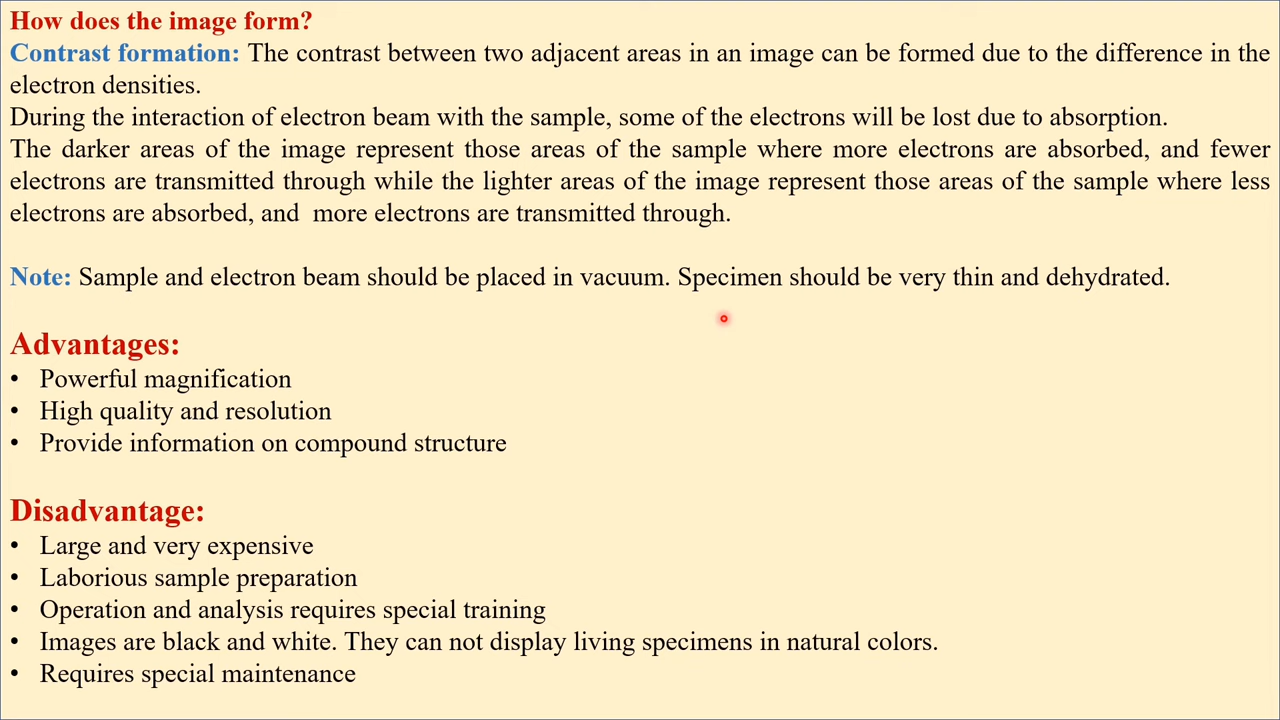 How does the image form?
Contrast formation: The contrast between two adjacent areas in an image can be formed due to the difference in the
electron densities.
During the interaction of electron beam with the sample, some of the electrons will be lost due to absorption.
The darker areas of the image represent those areas of the sample where more electrons are absorbed, and fewer
electrons are transmitted through while the lighter areas of the image represent those areas of the sample where less
electrons are absorbed, and  more electrons are transmitted through.
Note: Sample and electron beam should be placed in vacuum. Specimen should be very thin and dehydrated.
Advantages:
• Powerful magnification
• High quality and resolution
• Provide information on compound structure
Disadvantage:
• Large and very expensive
• Laborious sample preparation
• Operation and analysis requires special training
• Images are black and white. They can not display living specimens in natural colors.
• Requires special maintenance